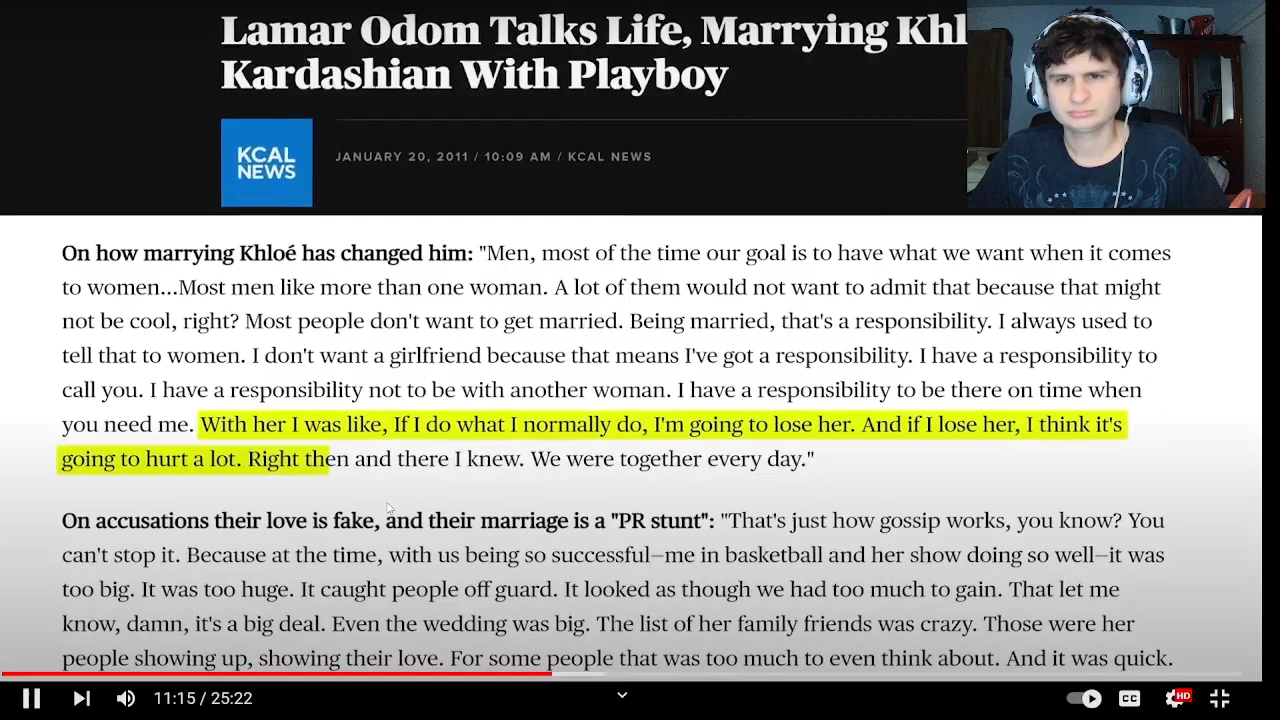 Lamar Odom Talks Life, Marrying Khl
Kardashian With Playboy
KCAL
NEWS
JANUARY 20, 2011 / 10:09 AM / KCAL NEWS
On how marrying Khloé has changed him: "Men, most of the time our goal is to have what we want when it comes
to women...Most men like more than one woman. A lot of them would not want to admit that because that might
not be cool, right? Most people don't want to get married. Being married, that's a responsibility. I always used to
tell that to women. I don't want a girlfriend because that means I've got a responsibility. I have a responsibility to
call you. I have a responsibility not to be with another woman. I have a responsibility to be there on time when
you need me. With her I was like, If I do what I normally do, I'm going to lose her. And if I lose her, I think it's
going to hurt a lot. Right then and there I knew. We were together every day."
On accusations their love is fake, and their marriage is a "PR stunt": "That's just how gossip works, you know? You
can't stop it. Because at the time, with us being so successful—me in basketball and her show doing so well—it was
too big. It was too huge. It caught people off guard. It looked as though we had too much to gain. That let me
know, damn, it's a big deal. Even the wedding was big. The list of her family friends was crazy. Those were her
people showing up, showing their love. For some people that was too much to even think about. And it was quick.
11:15 / 25:22
CC
HD